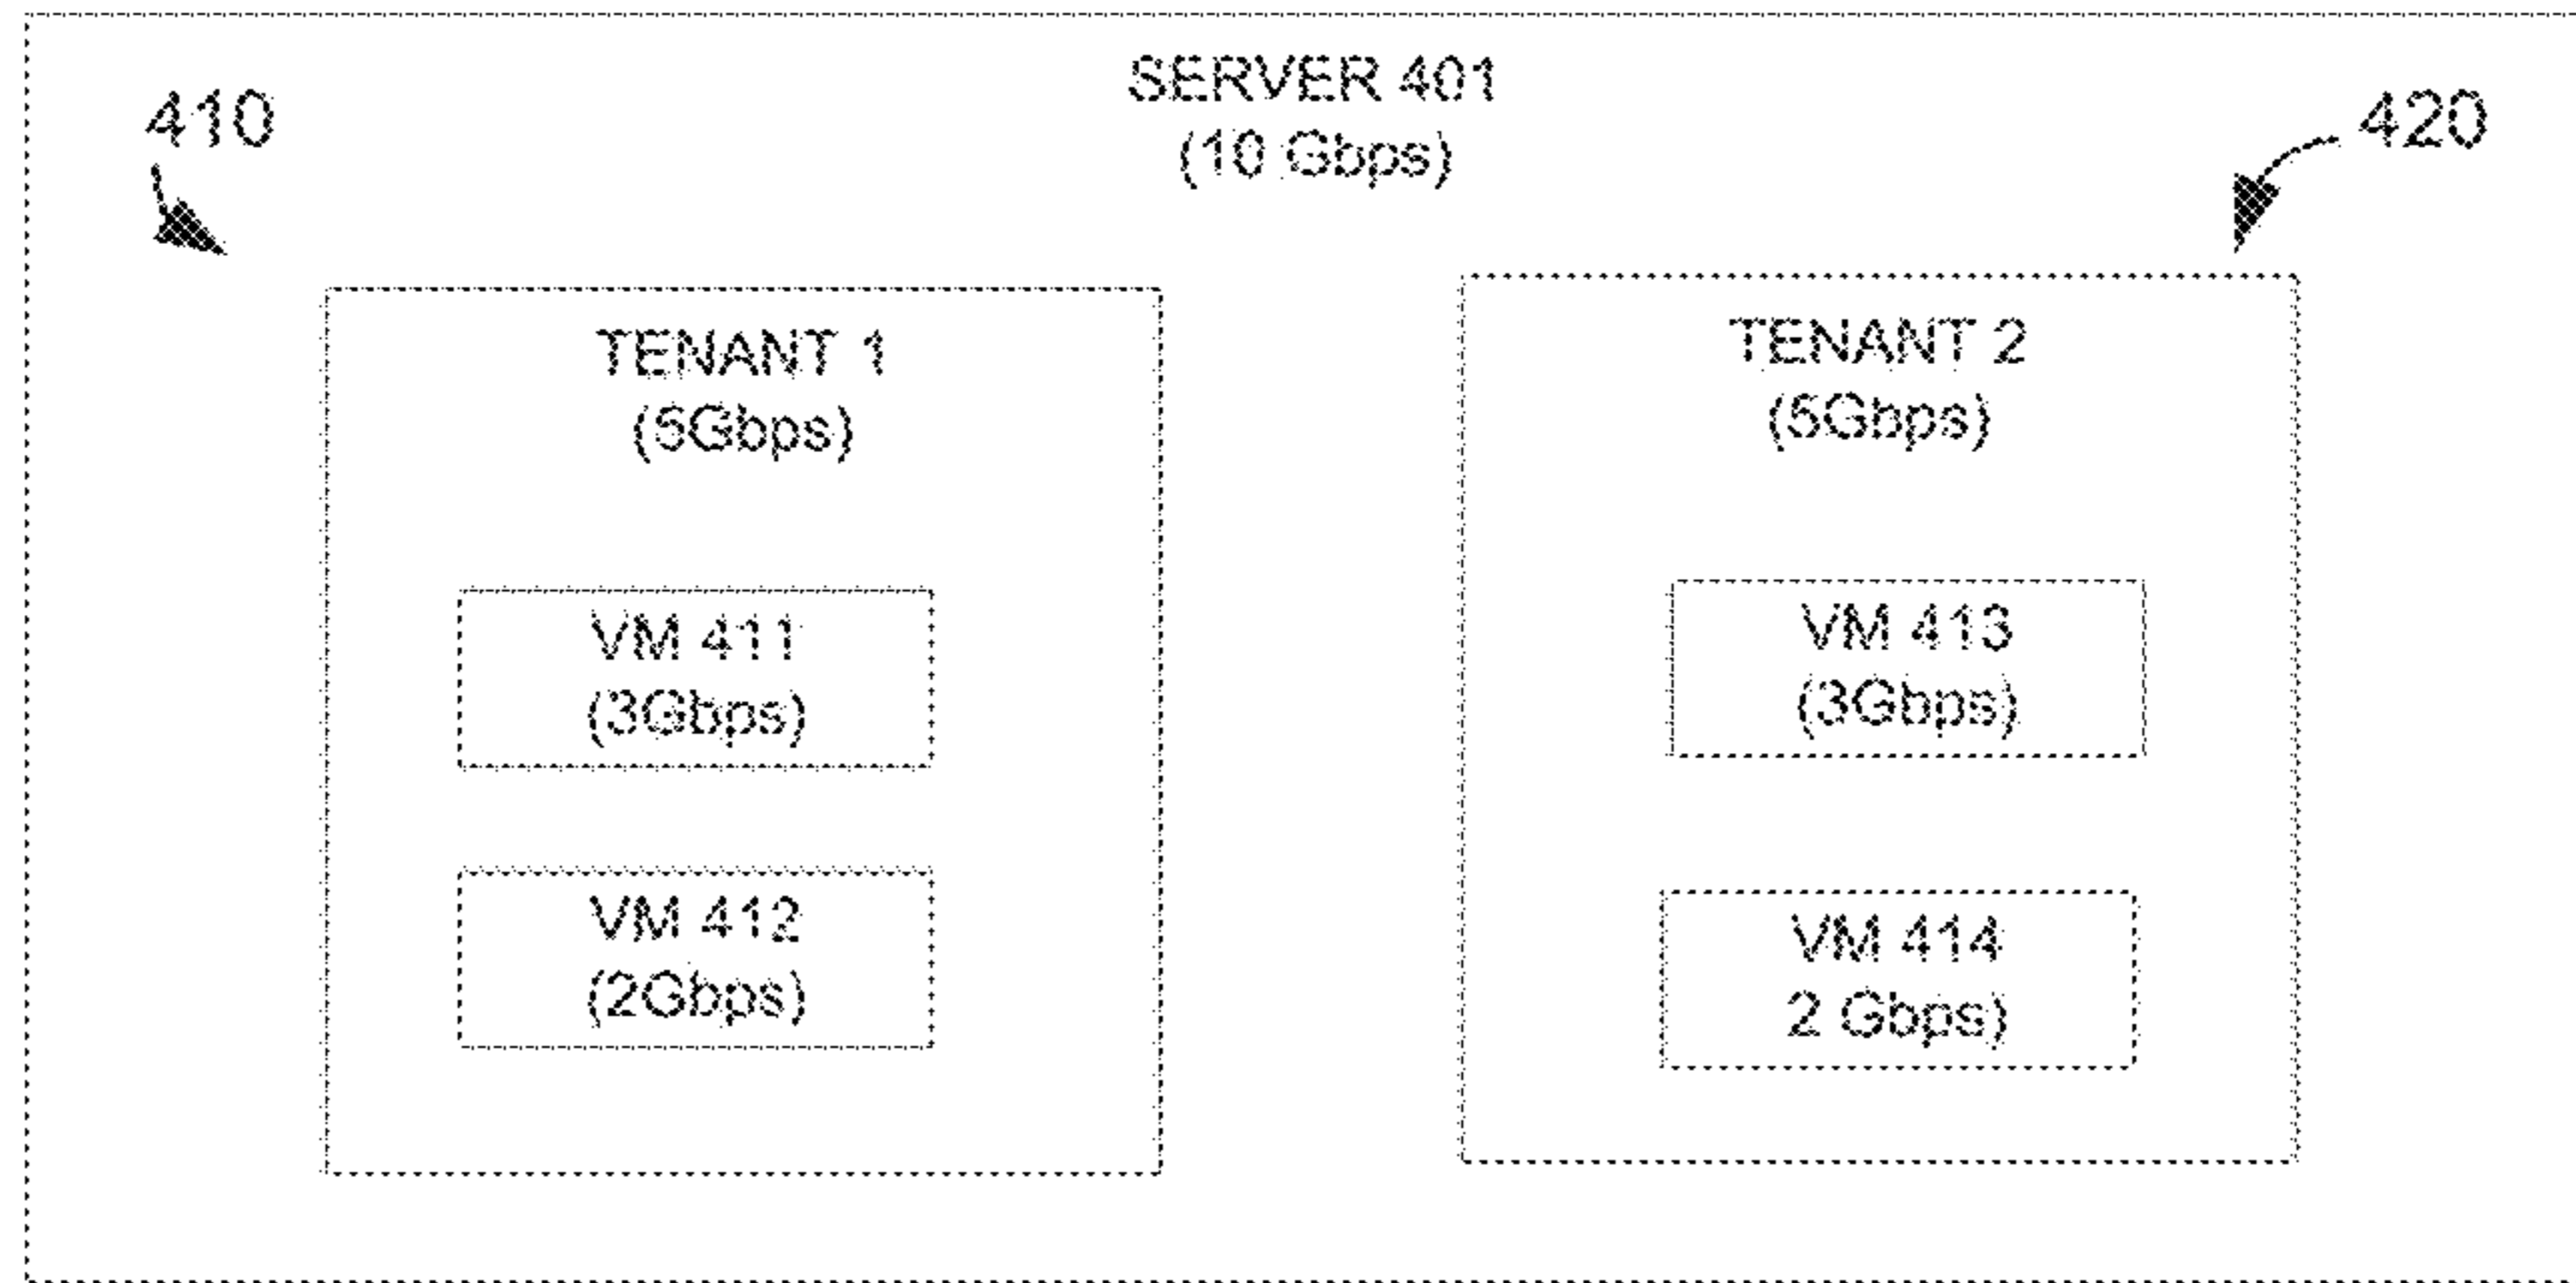 SERVER 401
(10 Gbps)
410
420
TENANT 1
(5Gbps)
VM 411
(3Gbps)
VM 412
(2Gbps)
TENANT 2
(5Gbps)
VM 413
(3Gbps)
VM 414
2 Gbps)